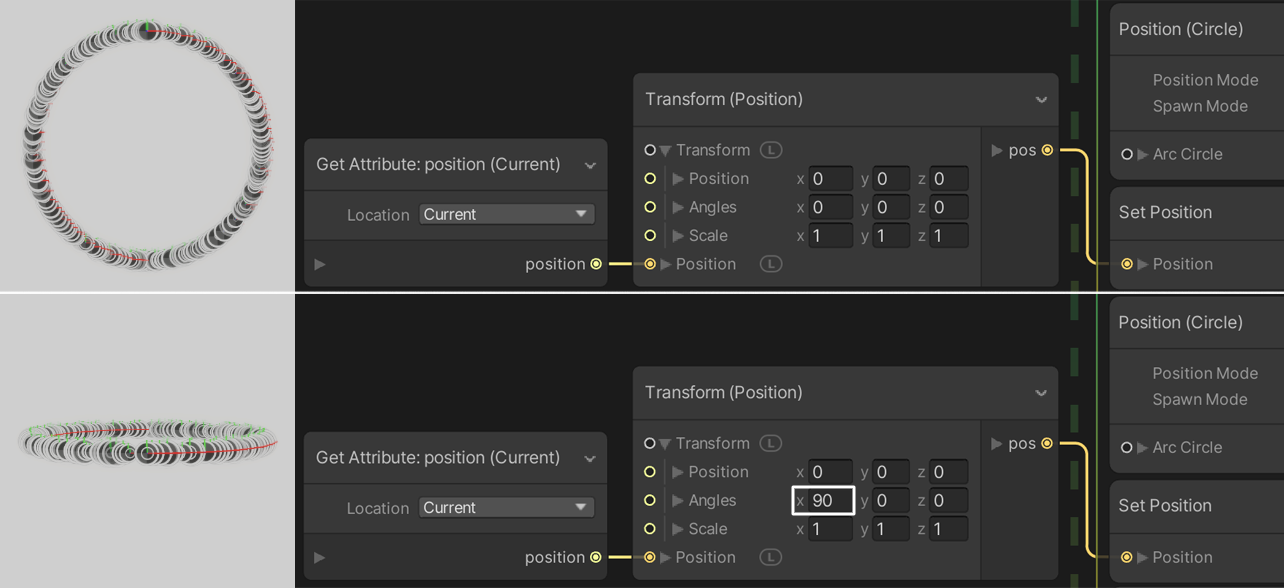 Position (Circle)
Transform (Position)
Position Mode
Spawn Mode
Get Attribute: position (Current)
Transform L
pos
Arc Circle
Position x 0 y 0 z 0
Location Current
Angles x 0 y 0 z 0
Set Position
Scale x 1 y 1 z 1
position
Position L
Position
Position (Circle)
Transform (Position)
Position Mode
Spawn Mode
Get Attribute: position (Current)
Transform L
pos
Arc Circle
Position x 0 y 0 z 0
Location Current
Angles x 90 y 0 z 0
Set Position
Scale x 1 y 1 z 1
position
Position L
Position